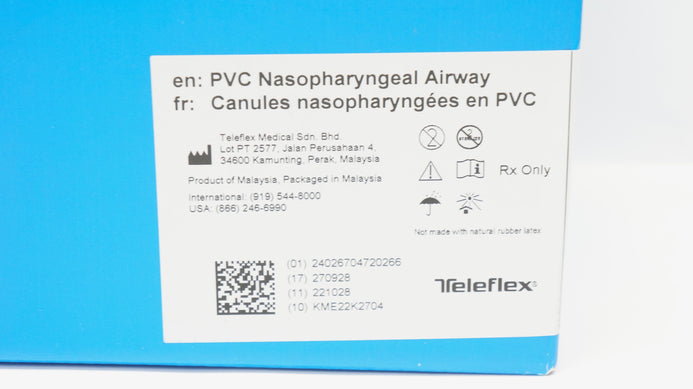 en: PVC Nasopharyngeal Airway
fr: Canules nasopharyngées en PVC
Teleflex Medical Sdn. Bhd.
Lot PT 2577, Jalan Perusahaan 4,
34600 Kamunting, Perak, Malaysia
Product of Malaysia, Packaged in Malaysia
International: (919) 544-8000
USA: (866) 246-6990
2
Rx Only
Not made with natural rubber latex
(01) 24026704720266
(17) 270928
(11) 221028
(10) KME22K2704
Teleflex